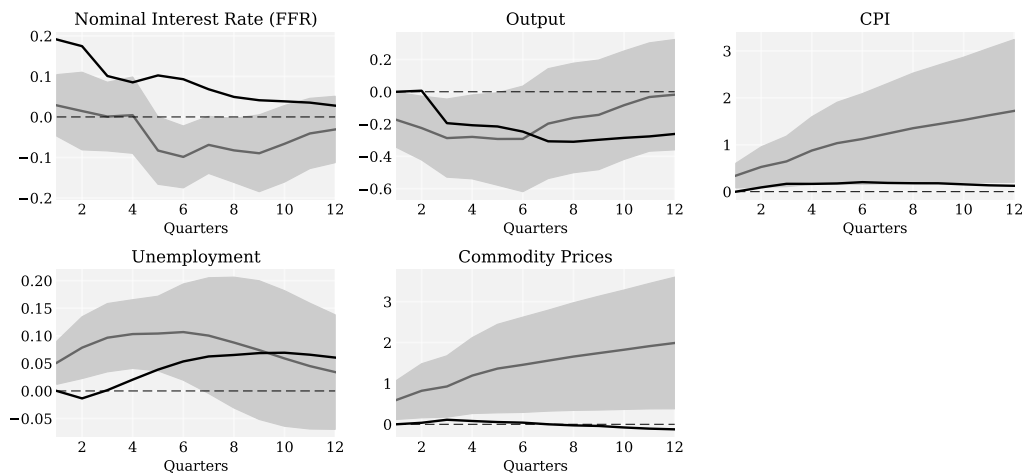 Nominal Interest Rate (FFR)
0.2
0.1
0.0
−0.1
−0.2
2 4 6 8 10 12
Quarters
Output
0.2
0.0
−0.2
−0.4
−0.6
2 4 6 8 10 12
Quarters
CPI
3
2
1
0
2 4 6 8 10 12
Quarters
Unemployment
0.20
0.15
0.10
0.05
0.00
−0.05
2 4 6 8 10 12
Quarters
Commodity Prices
3
2
1
0
2 4 6 8 10 12
Quarters